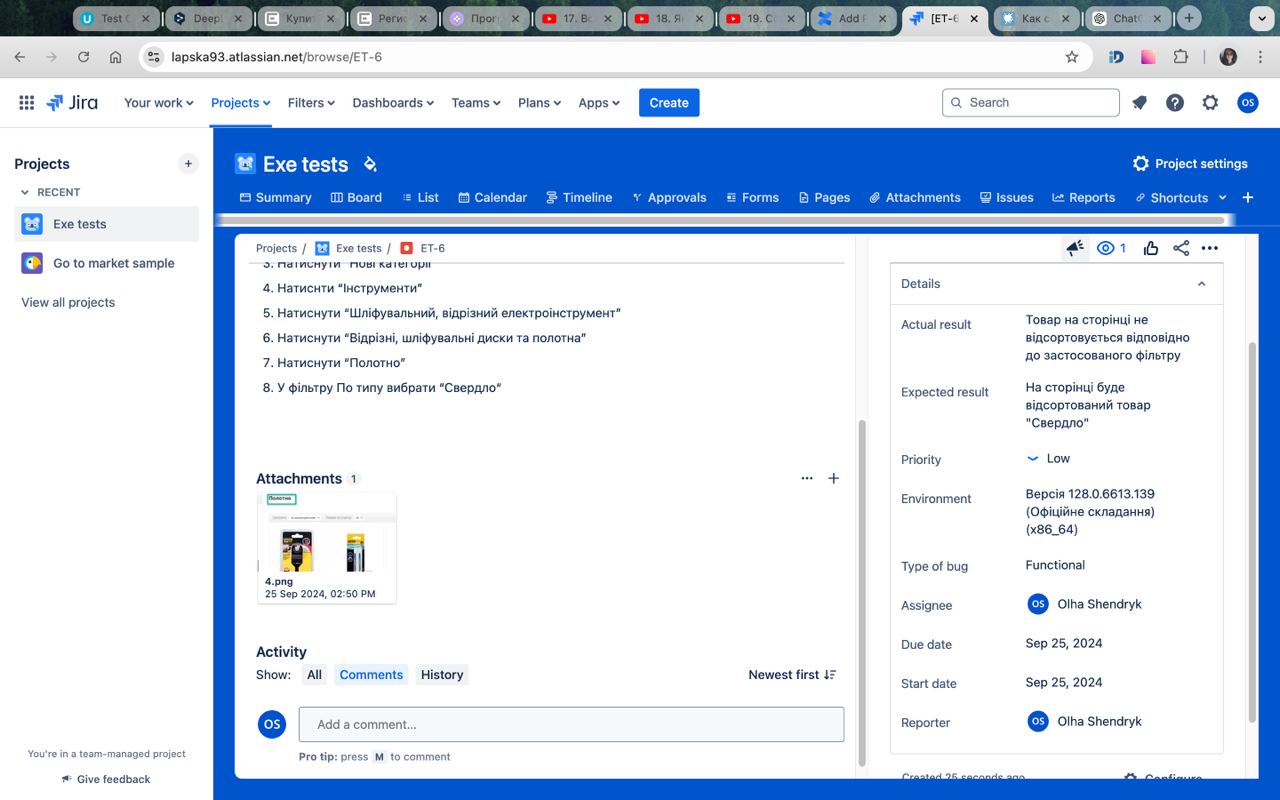 Test C
DeepL
Купит
Регис
Прог
17. Вс
18. Як
Add F
[ET-6
Как с
ChatG
lapska93.atlassian.net/browse/ET-6
Jira
Your work
Projects
Filters
Dashboards
Teams
Plans
Apps
Create
Search
OS
Projects
RECENT
Exe tests
Go to market sample
View all projects
You're in a team-managed project
Give feedback
Exe tests
Project settings
Summary
Board
List
Calendar
Timeline
Approvals
Forms
Pages
Attachments
Issues
Reports
Shortcuts
Projects / Exe tests / ET-6
1
3. Натиснути “Нові категорії”
4. Натиснти “Інструменти”
5. Натиснути “Шліфувальний, відрізний електроінструмент”
6. Натиснути “Відрізні, шліфувальні диски та полотна”
7. Натиснути “Полотно”
8. У фільтру По типу вибрати “Свердло“
Attachments 1
Полотно
4.png
25 Sep 2024, 02:50 PM
Activity
Show: All Comments History
Newest first
OS
Add a comment…
Pro tip: press M to comment
Details
Actual result
Товар на сторінці не
відсортовується відповідно
до застосованого фільтру
Expected result
На сторінці буде
відсортований товар
"Свердло"
Priority
Low
Environment
Версія 128.0.6613.139
(Офіційне складання)
(x86_64)
Type of bug
Functional
Assignee
OS Olha Shendryk
Due date
Sep 25, 2024
Start date
Sep 25, 2024
Reporter
OS Olha Shendryk
Created 25 seconds ago
Configure